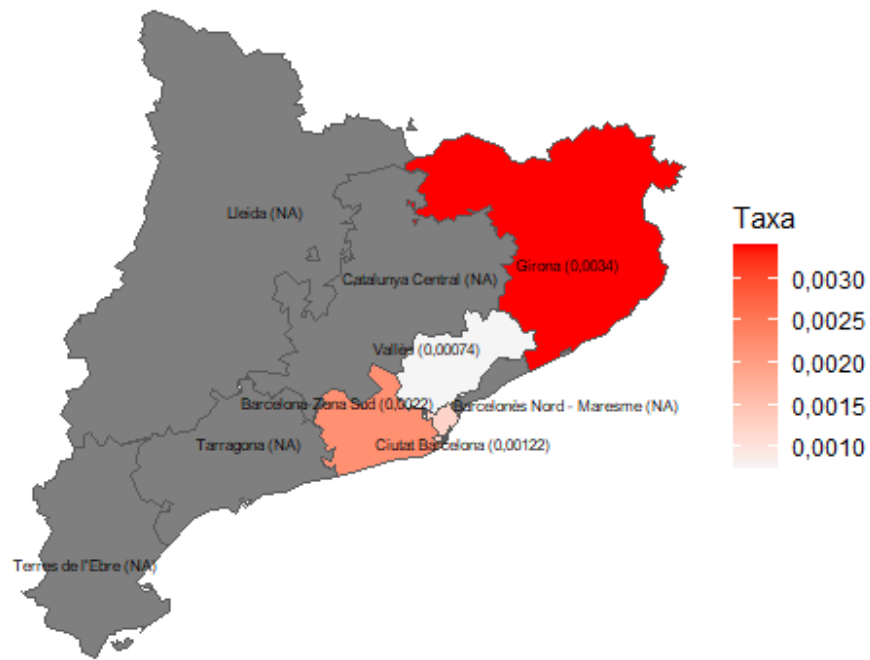 Lleida (NA)
Girona (0,0034)
Catalunya Central (NA)
Vallès (0,00074)
Barcelona-Zona Sud (0,0022)
Barcelonès Nord - Maresme (NA)
Tarragona (NA)
Ciutat Barcelona (0,00122)
Terres de l'Ebre (NA)
Taxa
0,0030
0,0025
0,0020
0,0015
0,0010